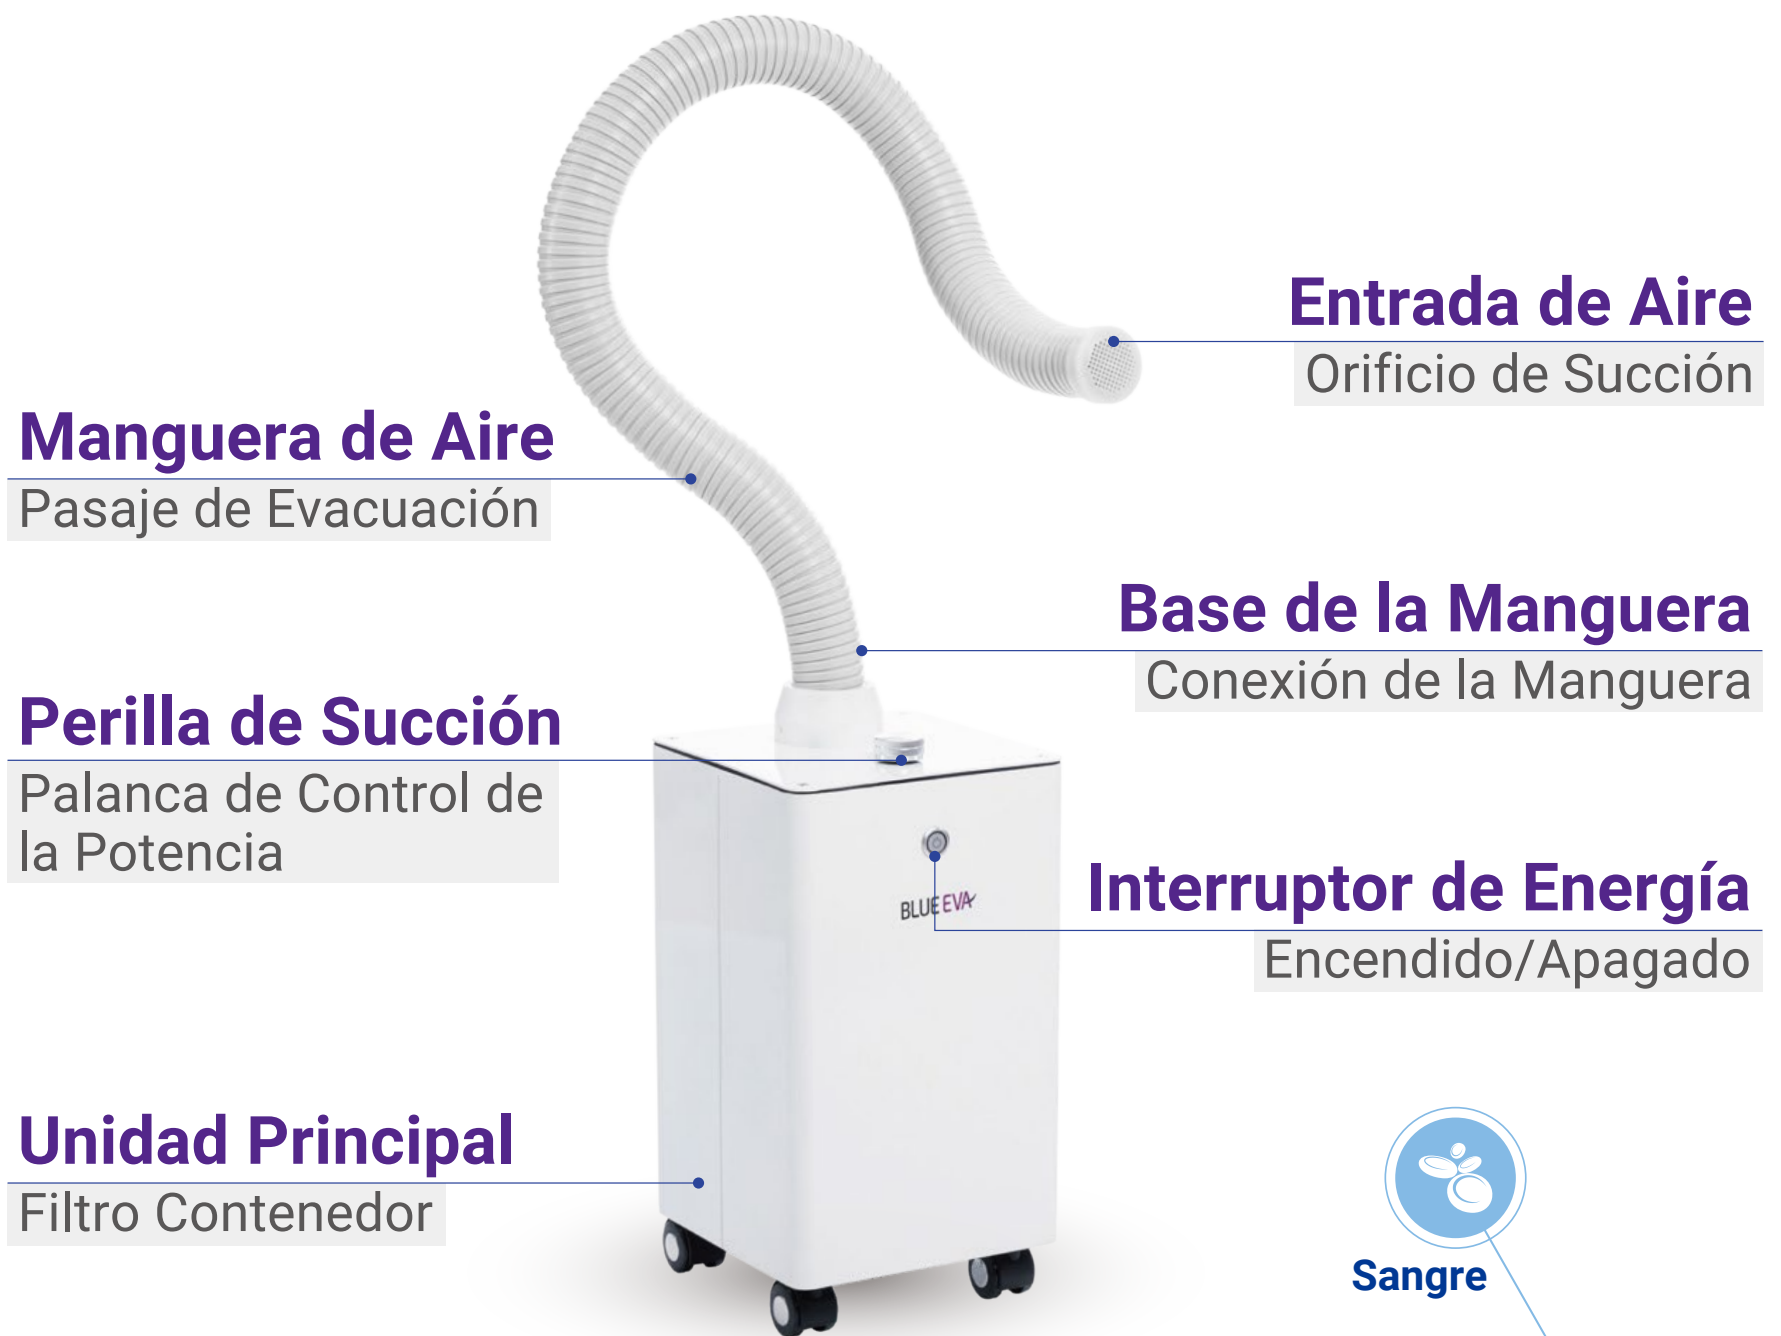 Entrada de Aire
Orificio de Succión
Manguera de Aire
Pasaje de Evacuación
Base de la Manguera
Conexión de la Manguera
Perilla de Succión
Palanca de Control de
la Potencia
BLUE EVA
Interruptor de Energía
Encendido/Apagado
Unidad Principal
Filtro Contenedor
Sangre